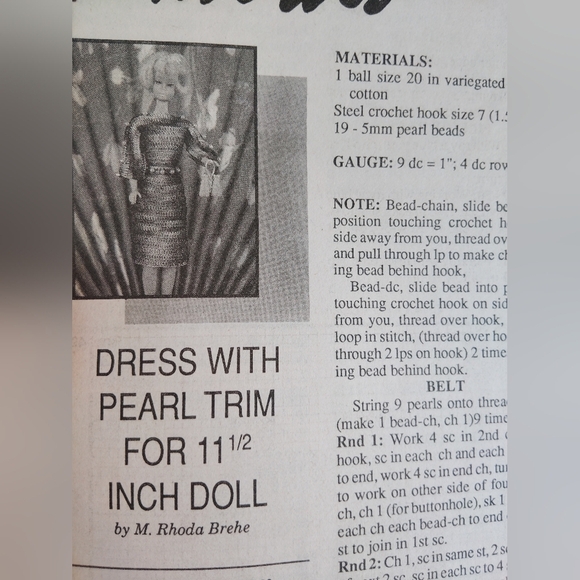 DRESS WITH
PEARL TRIM
FOR 11 1/2
INCH DOLL
by M. Rhoda Brehe
MATERIALS:
1 ball size 20 in variegated
cotton
Steel crochet hook size 7
19 - 5mm pearl beads
GAUGE: 9 dc = 1"; 4 dc
NOTE: Bead-chain, slide
position touching crochet
side away from you, thread
and pull through lp to make
ing bead behind hook,
Bead-dc, slide bead into
touching crochet hook on
from you, thread over hook,
loop in stitch, (thread over
through 2 lps on hook) 2
ing bead behind hook.
BELT
String 9 pearls onto
(make 1 bead-ch, ch 1)9
Rnd 1: Work 4 sc in 2nd
hook, sc in each ch and each
to end, work 4 sc in end ch,
to work on other side of
ch, ch 1 (for buttonhole), sk 1
each ch each bead-ch to end
st to join in 1st sc.
Rnd 2: Ch 1, sc in same st, 2
2 sc, sc in each sc to 4